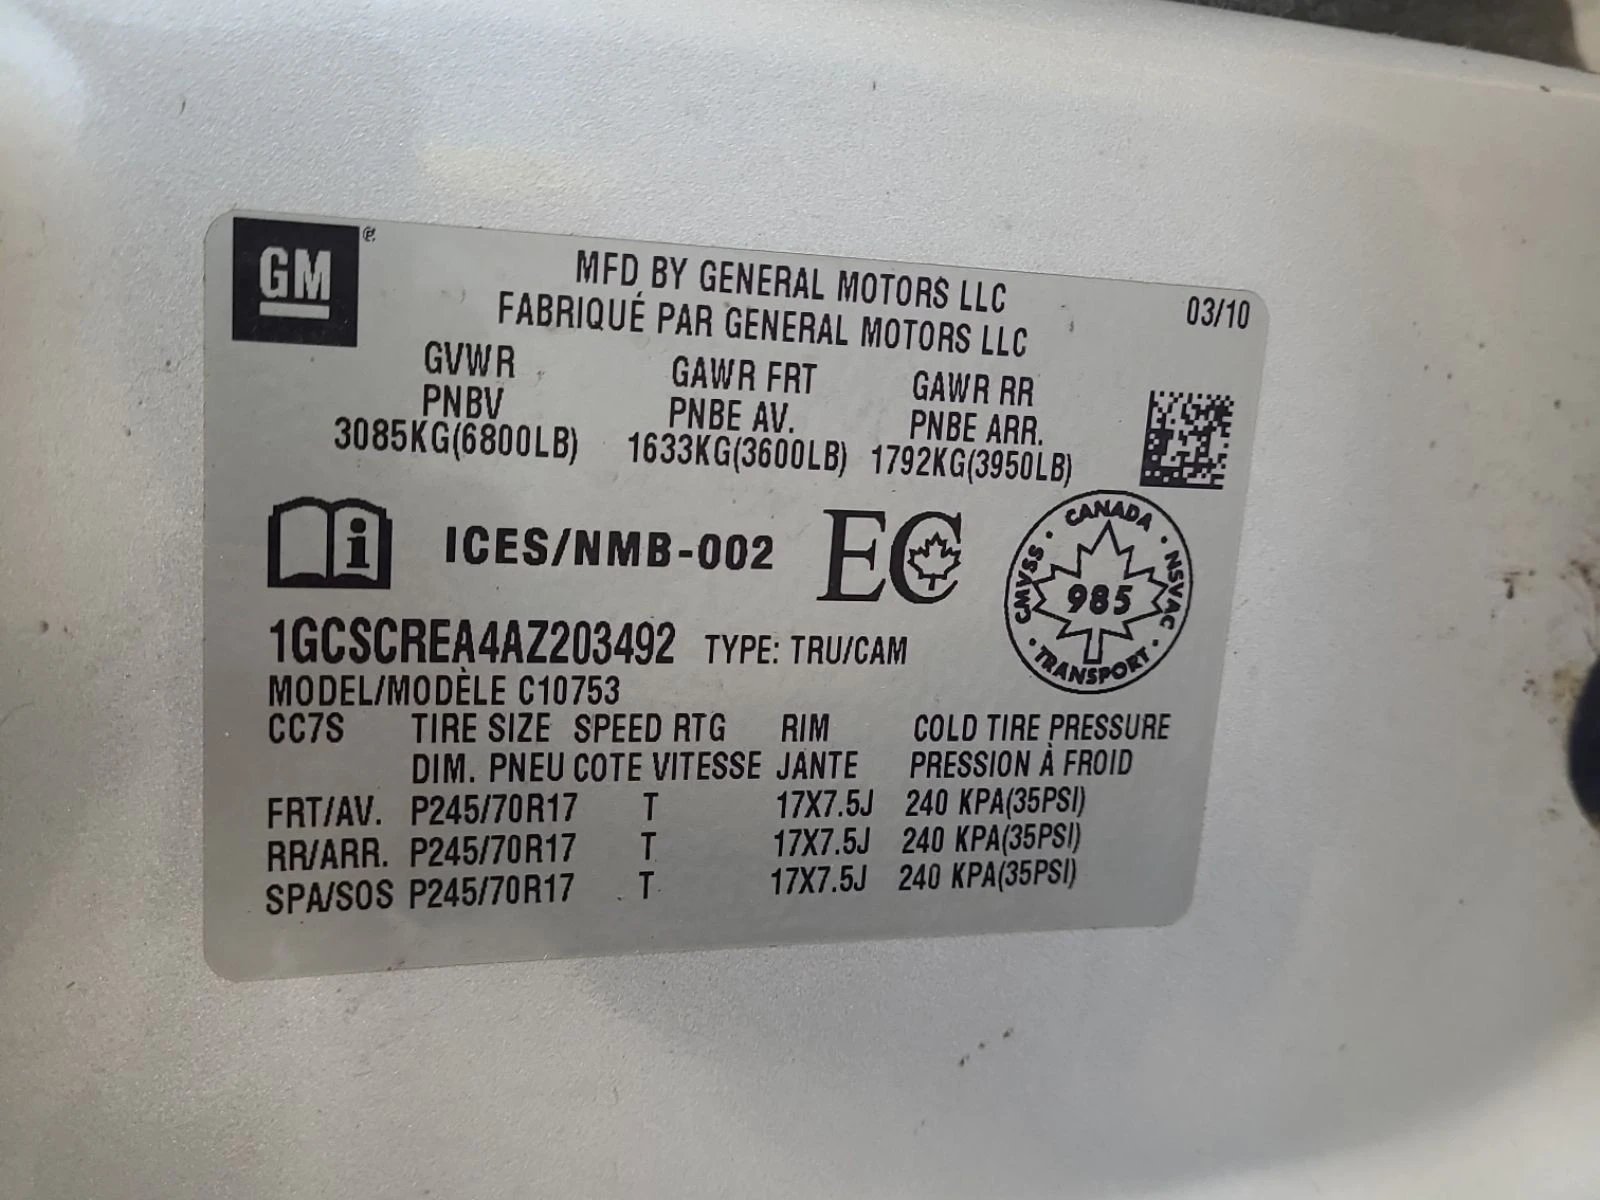 GM
MFD BY GENERAL MOTORS LLC
FABRIQUÉ PAR GENERAL MOTORS LLC
03/10
GVWR GAWR FRT GAWR RR
PNBV PNBE AV. PNBE ARR.
3085KG(6800LB) 1633KG(3600LB) 1792KG(3950LB)
i ICES/NMB-002 EC
CANADA
CMVSS · NSVAC
985
TRANSPORT
1GCSCREA4AZ203492 TYPE: TRU/CAM
MODEL/MODÈLE C10753
CC7S TIRE SIZE SPEED RTG RIM COLD TIRE PRESSURE
DIM. PNEU COTE VITESSE JANTE PRESSION À FROID
FRT/AV. P245/70R17 T 17X7.5J 240 KPA(35PSI)
RR/ARR. P245/70R17 T 17X7.5J 240 KPA(35PSI)
SPA/SOS P245/70R17 T 17X7.5J 240 KPA(35PSI)